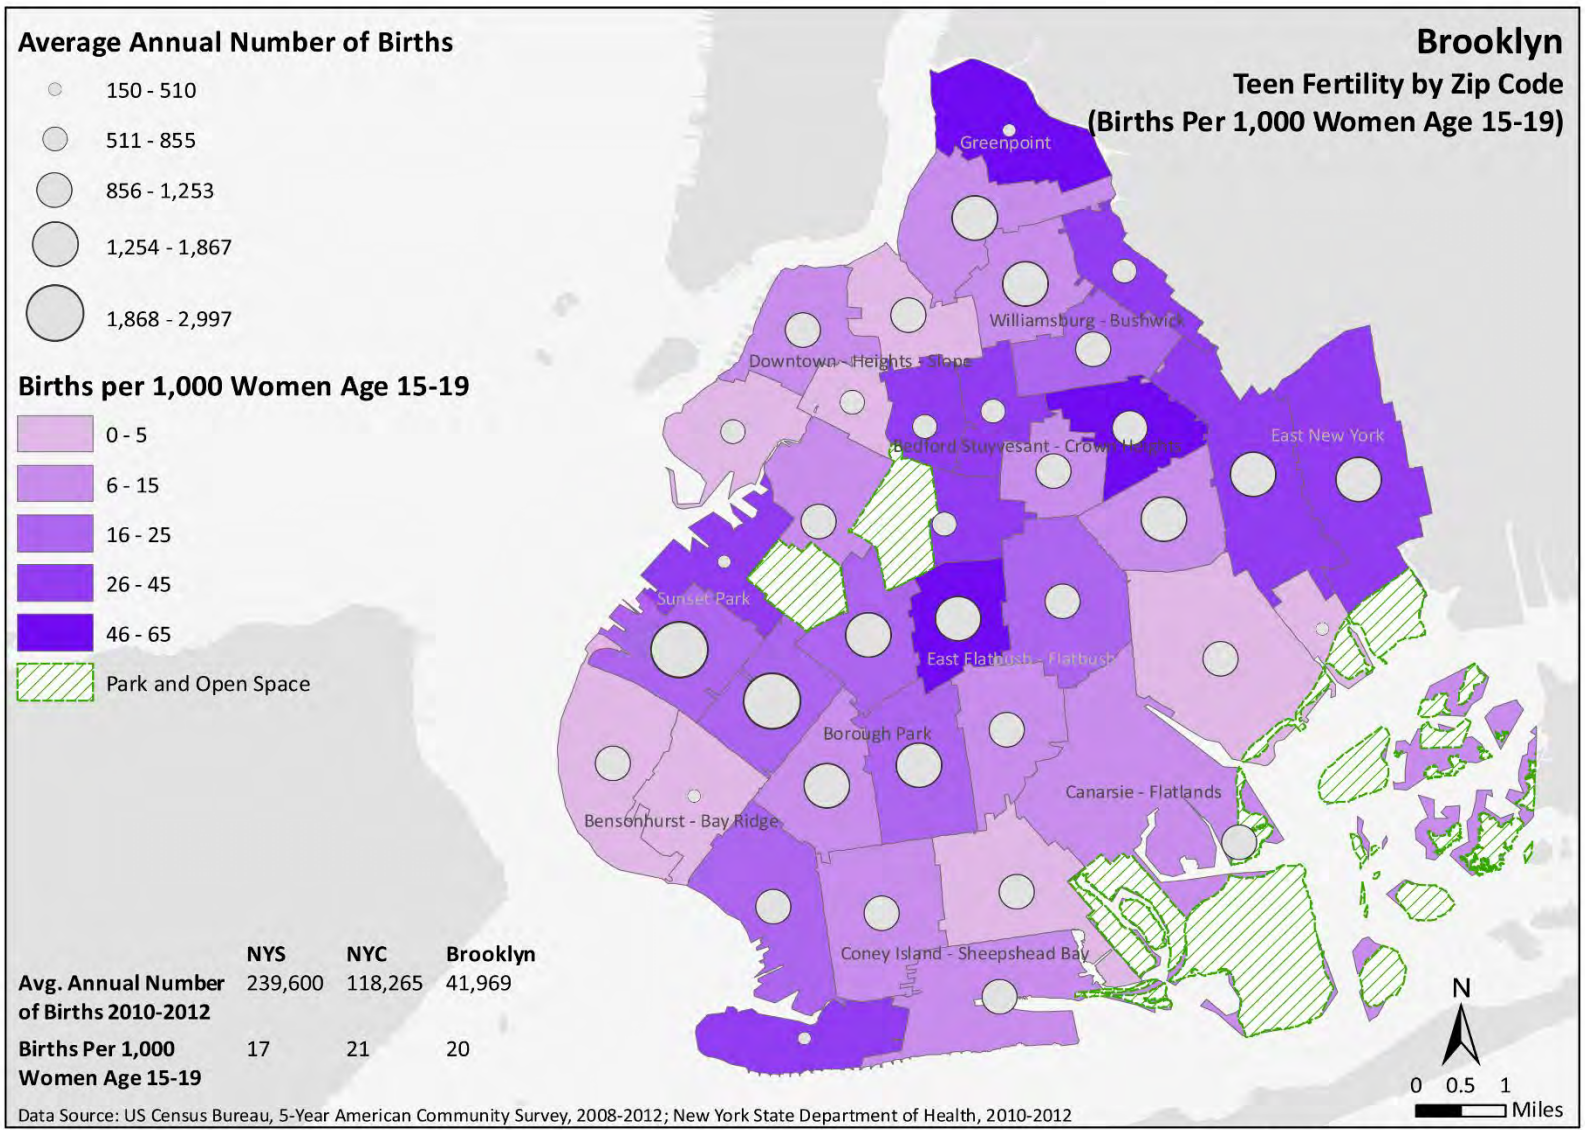 Average Annual Number of Births
150 - 510
511 - 855
856 - 1,253
1,254 - 1,867
1,868 - 2,997
Births per 1,000 Women Age 15-19
0 - 5
6 - 15
16 - 25
26 - 45
46 - 65
Park and Open Space
Brooklyn
Teen Fertility by Zip Code
(Births Per 1,000 Women Age 15-19)
Greenpoint
Williamsburg - Bushwick
Downtown - Heights - Slope
East New York
Bedford Stuyvesant - Crown Heights
Sunset Park
East Flatbush - Flatbush
Borough Park
Canarsie - Flatlands
Bensonhurst - Bay Ridge
Coney Island - Sheepshead Bay
NYS NYC Brooklyn
Avg. Annual Number 239,600 118,265 41,969
of Births 2010-2012
Births Per 1,000 17 21 20
Women Age 15-19
N
0 0.5 1
Miles
Data Source: US Census Bureau, 5-Year American Community Survey, 2008-2012; New York State Department of Health, 2010-2012